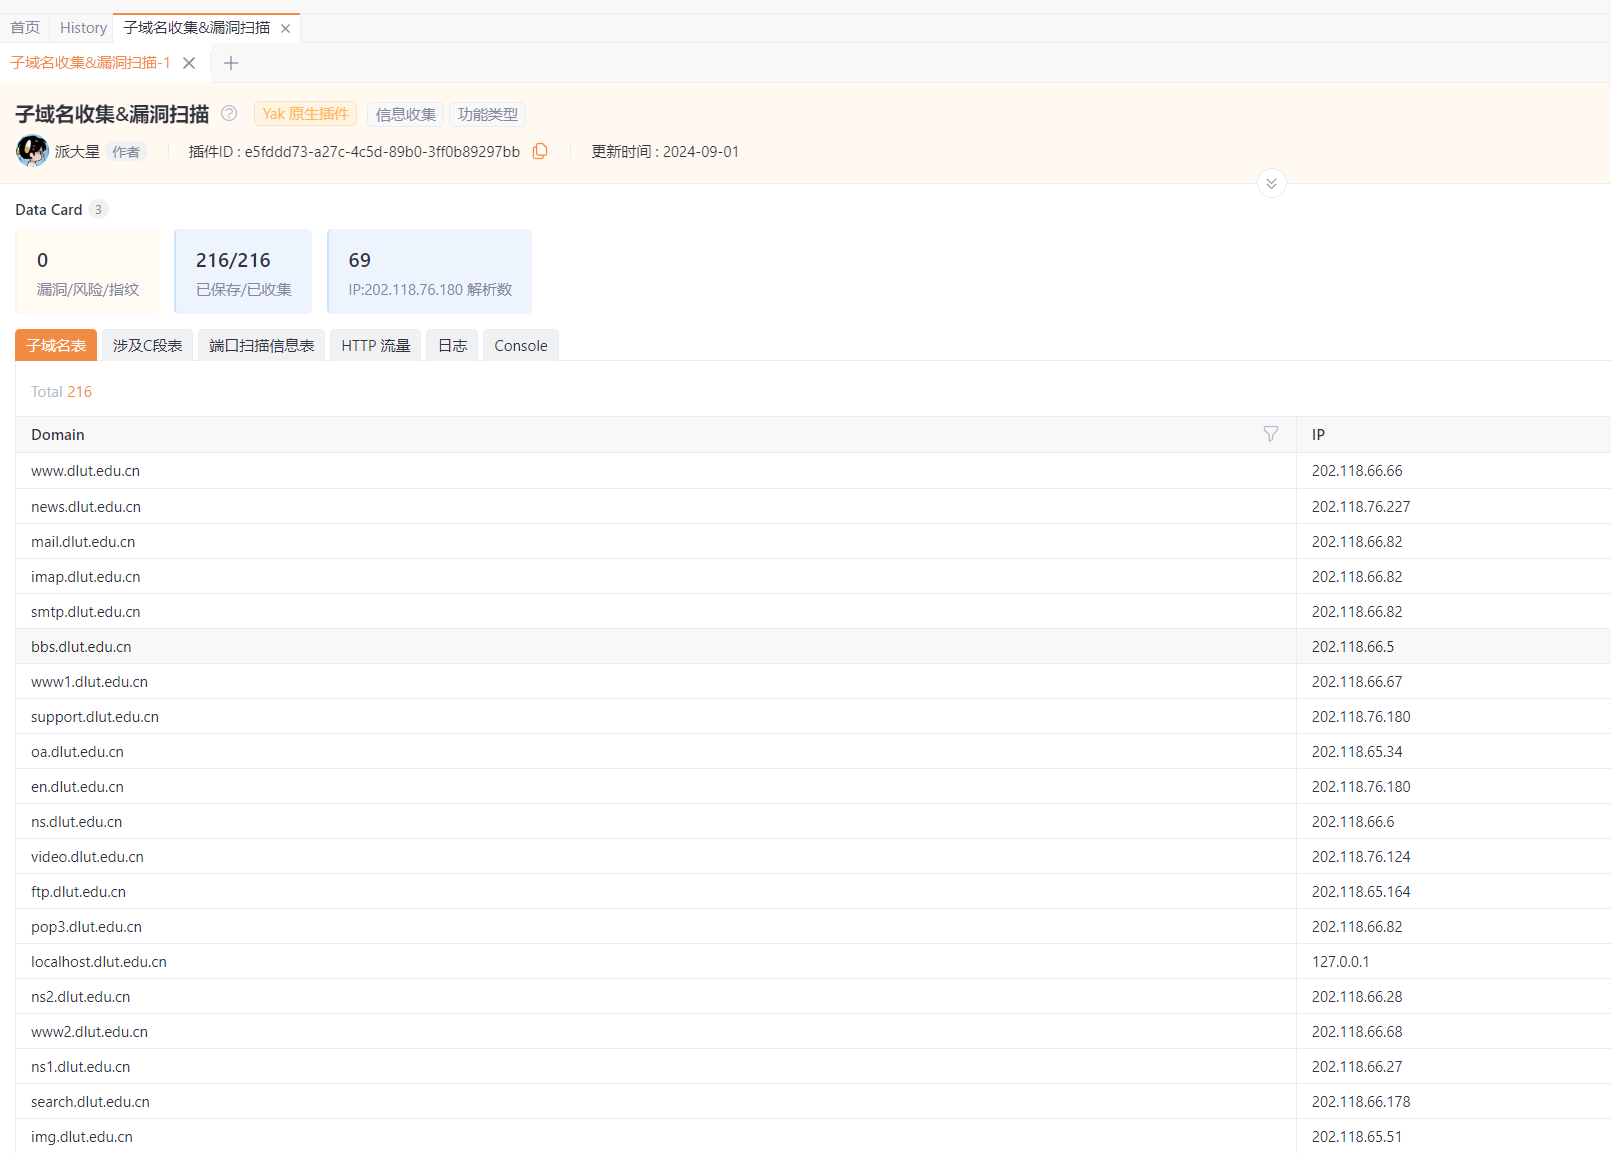 首页 History 子域名收集&漏洞扫描
子域名收集&漏洞扫描-1
子域名收集&漏洞扫描 Yak 原生插件 信息收集 功能类型
派大星 作者 插件ID : e5fddd73-a27c-4c5d-89b0-3ff0b89297bb 更新时间 : 2024-09-01
Data Card 3
0 216/216 69
漏洞/风险/指纹 已保存/已收集 IP:202.118.76.180 解析数
子域名表 涉及C段表 端口扫描信息表 HTTP 流量 日志 Console
Total 216
Domain IP
www.dlut.edu.cn 202.118.66.66
news.dlut.edu.cn 202.118.76.227
mail.dlut.edu.cn 202.118.66.82
imap.dlut.edu.cn 202.118.66.82
smtp.dlut.edu.cn 202.118.66.82
bbs.dlut.edu.cn 202.118.66.5
www1.dlut.edu.cn 202.118.66.67
support.dlut.edu.cn 202.118.76.180
oa.dlut.edu.cn 202.118.65.34
en.dlut.edu.cn 202.118.76.180
ns.dlut.edu.cn 202.118.66.6
video.dlut.edu.cn 202.118.76.124
ftp.dlut.edu.cn 202.118.65.164
pop3.dlut.edu.cn 202.118.66.82
localhost.dlut.edu.cn 127.0.0.1
ns2.dlut.edu.cn 202.118.66.28
www2.dlut.edu.cn 202.118.66.68
ns1.dlut.edu.cn 202.118.66.27
search.dlut.edu.cn 202.118.66.178
img.dlut.edu.cn 202.118.65.51